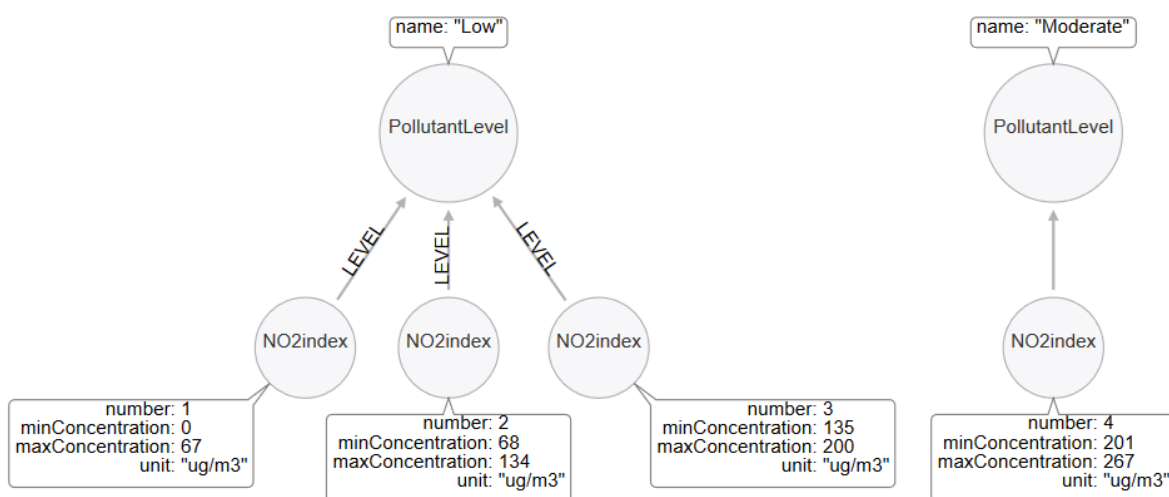 name: "Low"
name: "Moderate"
PollutantLevel
PollutantLevel
LEVEL
LEVEL
LEVEL
NO2index
NO2index
NO2index
NO2index
number: 1
minConcentration: 0
maxConcentration: 67
unit: "ug/m3"
number: 2
minConcentration: 68
maxConcentration: 134
unit: "ug/m3"
number: 3
minConcentration: 135
maxConcentration: 200
unit: "ug/m3"
number: 4
minConcentration: 201
maxConcentration: 267
unit: "ug/m3"